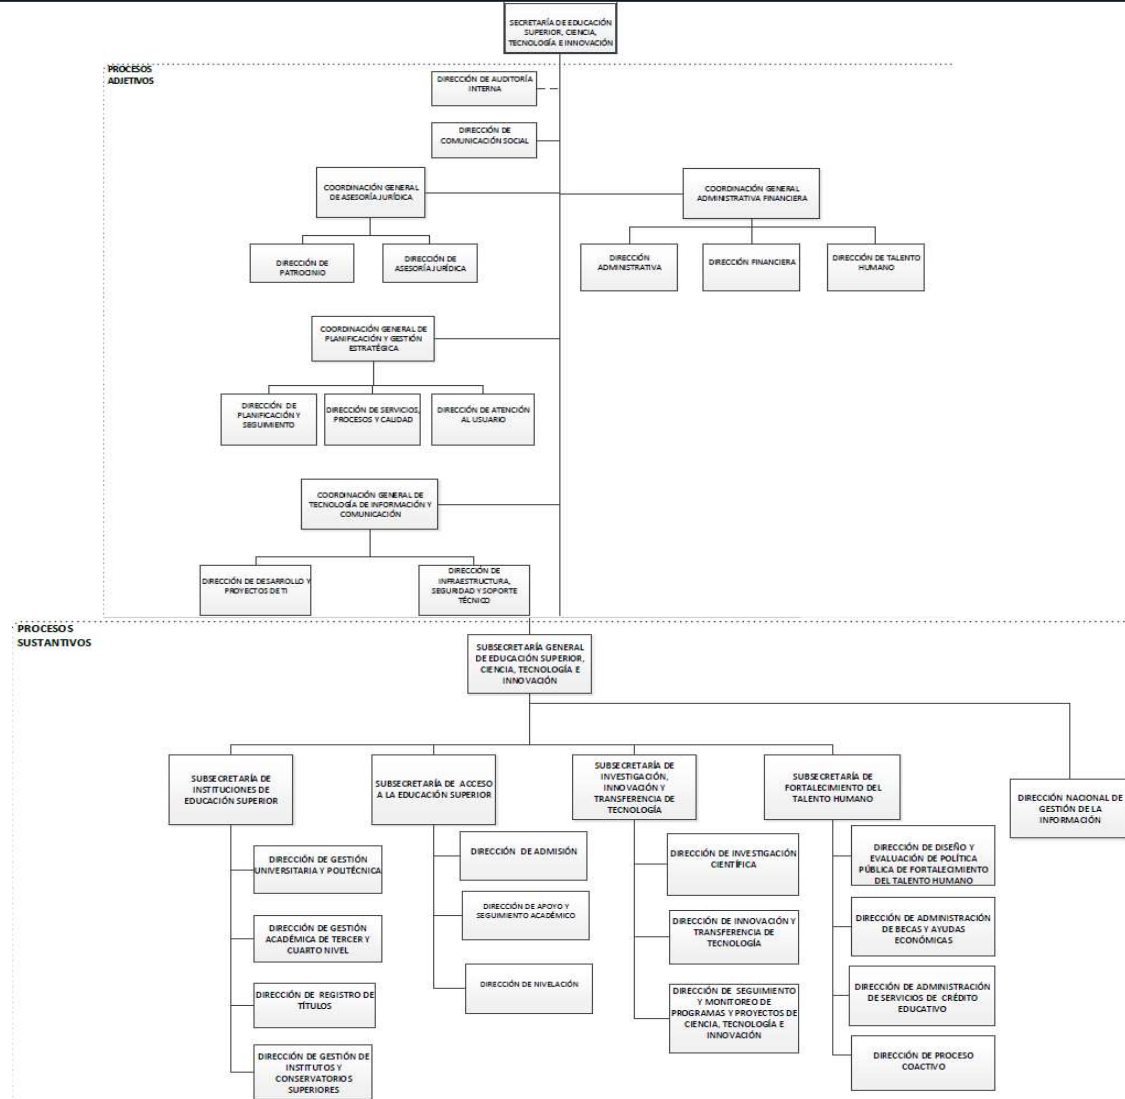 SECRETARÍA DE EDUCACIÓN
SUPERIOR, CIENCIA,
TECNOLOGÍA E INNOVACIÓN
PROCESOS
ADJETIVOS
DIRECCIÓN DE AUDITORÍA
INTERNA
DIRECCIÓN DE
COMUNICACIÓN SOCIAL
COORDINACIÓN GENERAL
DE ASESORÍA JURÍDICA
COORDINACIÓN GENERAL
ADMINISTRATIVA FINANCIERA
DIRECCIÓN DE
PATROCINIO
DIRECCIÓN DE
ASESORÍA JURÍDICA
DIRECCIÓN
ADMINISTRATIVA
DIRECCIÓN FINANCIERA
DIRECCIÓN DE TALENTO
HUMANO
COORDINACIÓN GENERAL DE
PLANIFICACIÓN Y GESTIÓN
ESTRATÉGICA
DIRECCIÓN DE
PLANIFICACIÓN Y
SEGUIMIENTO
DIRECCIÓN DE SERVICIOS,
PROCESOS Y CALIDAD
DIRECCIÓN DE ATENCIÓN
AL USUARIO
COORDINACIÓN GENERAL DE
TECNOLOGÍA DE INFORMACIÓN Y
COMUNICACIÓN
DIRECCIÓN DE DESARROLLO Y
PROYECTOS DE TI
DIRECCIÓN DE
INFRAESTRUCTURA,
SEGURIDAD Y SOPORTE
TÉCNICO
PROCESOS
SUSTANTIVOS
SUBSECRETARÍA GENERAL
DE EDUCACIÓN SUPERIOR,
CIENCIA, TECNOLOGÍA E
INNOVACIÓN
SUBSECRETARÍA DE
INSTITUCIONES DE
EDUCACIÓN SUPERIOR
SUBSECRETARÍA DE ACCESO
A LA EDUCACIÓN SUPERIOR
SUBSECRETARÍA DE
INVESTIGACIÓN,
INNOVACIÓN Y
TRANSFERENCIA DE
TECNOLOGÍA
SUBSECRETARÍA DE
FORTALECIMIENTO DEL
TALENTO HUMANO
DIRECCIÓN NACIONAL DE
GESTIÓN DE LA
INFORMACIÓN
DIRECCIÓN DE GESTIÓN
UNIVERSITARIA Y POLITÉCNICA
DIRECCIÓN DE GESTIÓN
ACADÉMICA DE TERCER Y
CUARTO NIVEL
DIRECCIÓN DE REGISTRO DE
TÍTULOS
DIRECCIÓN DE GESTIÓN DE
INSTITUTOS Y
CONSERVATORIOS
SUPERIORES
DIRECCIÓN DE ADMISIÓN
DIRECCIÓN DE APOYO Y
SEGUIMIENTO ACADÉMICO
DIRECCIÓN DE NIVELACIÓN
DIRECCIÓN DE INVESTIGACIÓN
CIENTÍFICA
DIRECCIÓN DE INNOVACIÓN Y
TRANSFERENCIA DE
TECNOLOGÍA
DIRECCIÓN DE SEGUIMIENTO
Y MONITOREO DE
PROGRAMAS Y PROYECTOS DE
CIENCIA, TECNOLOGÍA E
INNOVACIÓN
DIRECCIÓN DE DISEÑO Y
EVALUACIÓN DE POLÍTICA
PÚBLICA DE FORTALECIMIENTO
DEL TALENTO HUMANO
DIRECCIÓN DE ADMINISTRACIÓN
DE BECAS Y AYUDAS
ECONÓMICAS
DIRECCIÓN DE ADMINISTRACIÓN
DE SERVICIOS DE CRÉDITO
EDUCATIVO
DIRECCIÓN DE PROCESO
COACTIVO